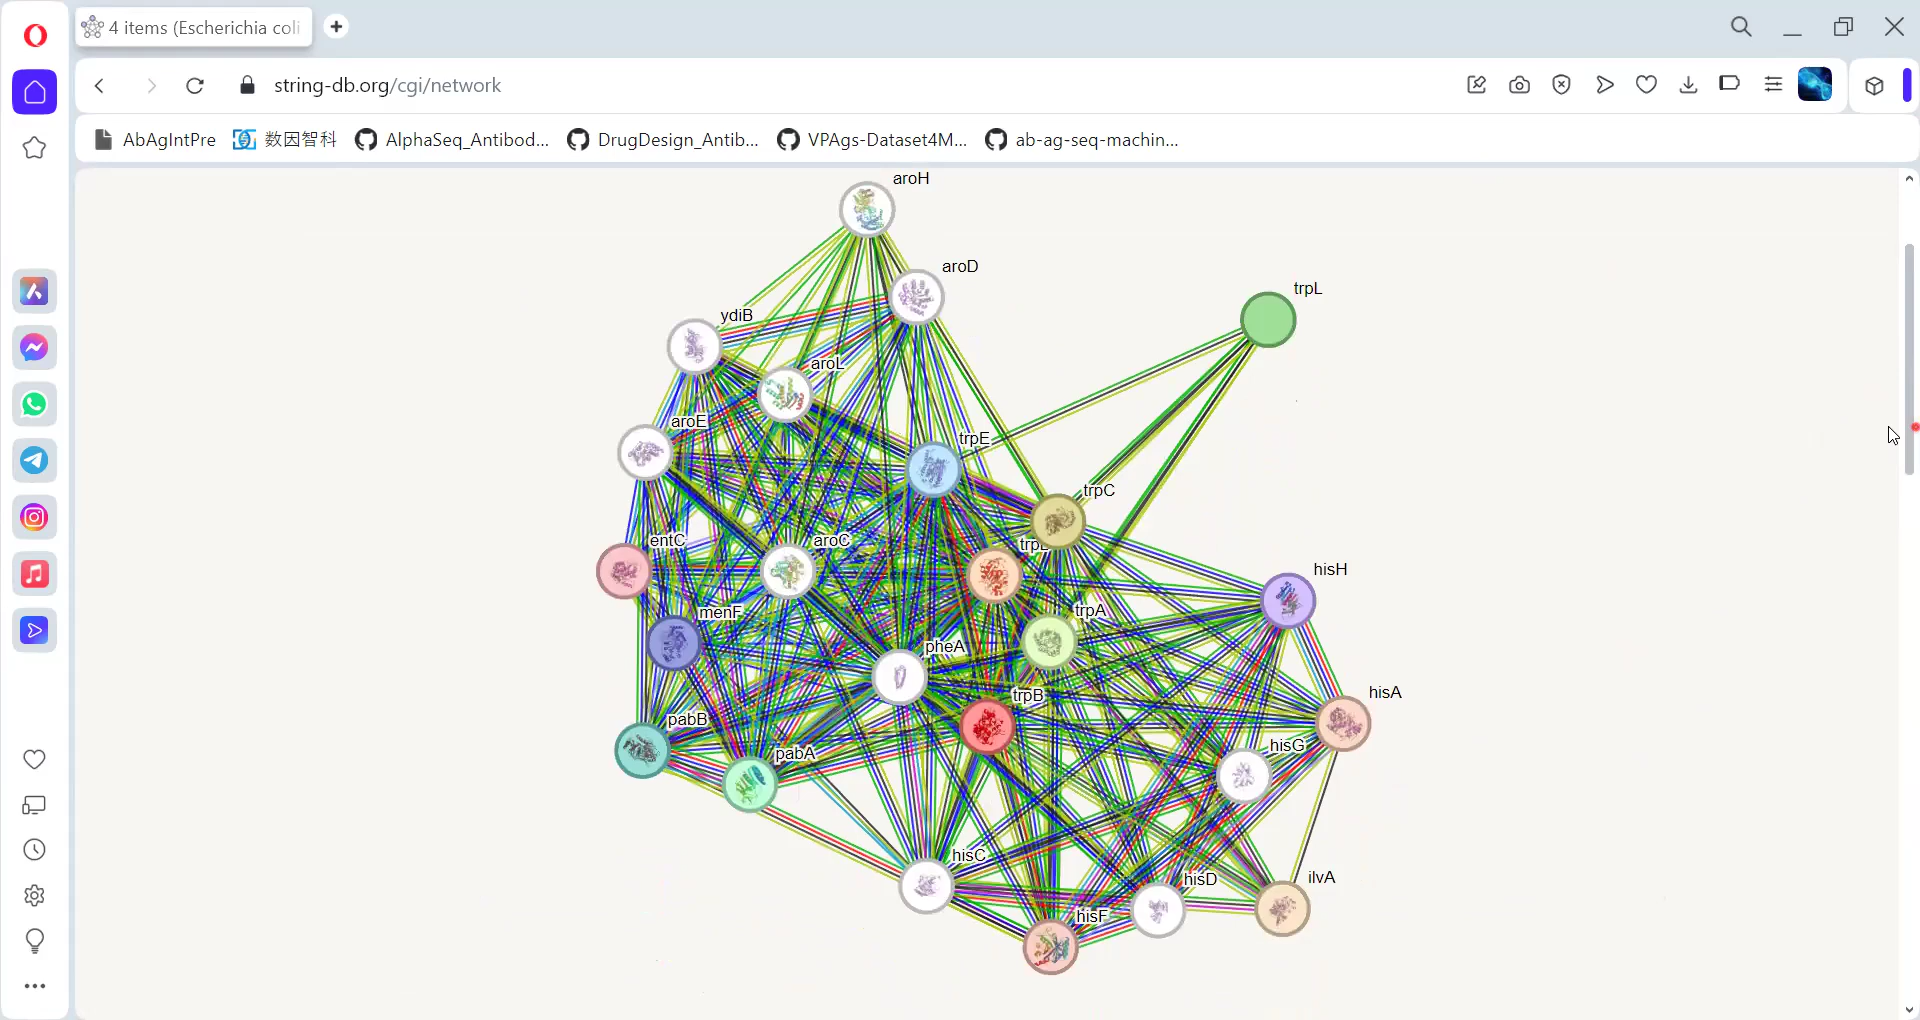 4 items (Escherichia coli
string-db.org/cgi/network
AbAgIntPre
数因智科
AlphaSeq_Antibod...
DrugDesign_Antib...
VPAgs-Dataset4M...
ab-ag-seq-machin...
aroH
aroD
trpL
ydiB
aroL
aroE
trpE
trpC
entC
aroC
hisH
menF
trpA
pheA
trpB
hisA
pabB
hisG
pabA
hisC
hisD
ilvA
hisF